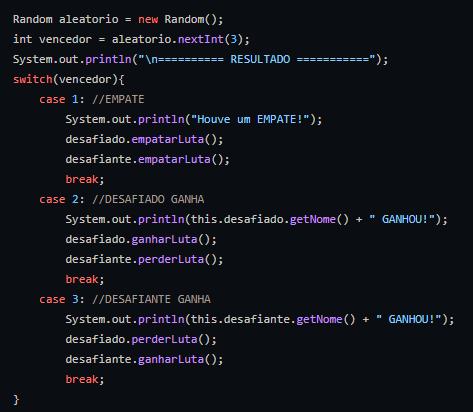 Random aleatorio = new Random();
int vencedor = aleatorio.nextInt(3);
System.out.println("\n========== RESULTADO ===========");
switch(vencedor){
    case 1: //EMPATE
        System.out.println("Houve um EMPATE!");
        desafiado.empatarLuta();
        desafiante.empatarLuta();
        break;
    case 2: //DESAFIADO GANHA
        System.out.println(this.desafiado.getNome() + " GANHOU!");
        desafiado.ganharLuta();
        desafiante.perderLuta();
        break;
    case 3: //DESAFIANTE GANHA
        System.out.println(this.desafiante.getNome() + " GANHOU!");
        desafiado.perderLuta();
        desafiante.ganharLuta();
        break;
}